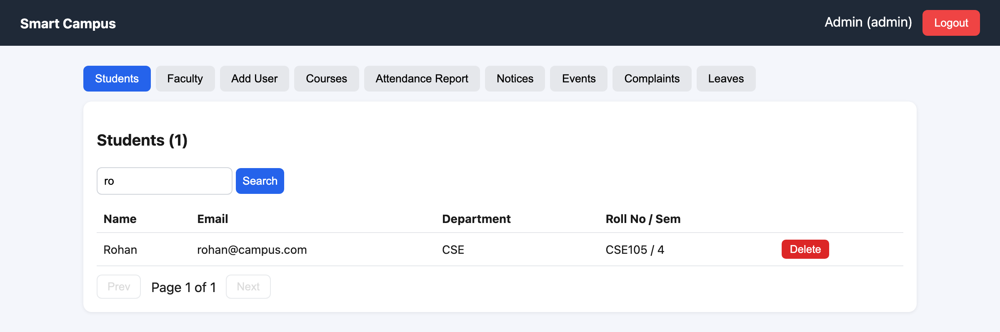 Smart Campus
Admin (admin) Logout
Students Faculty Add User Courses Attendance Report Notices Events Complaints Leaves
Students (1)
ro Search
Name Email Department Roll No / Sem
Rohan rohan@campus.com CSE CSE105 / 4 Delete
Prev Page 1 of 1 Next